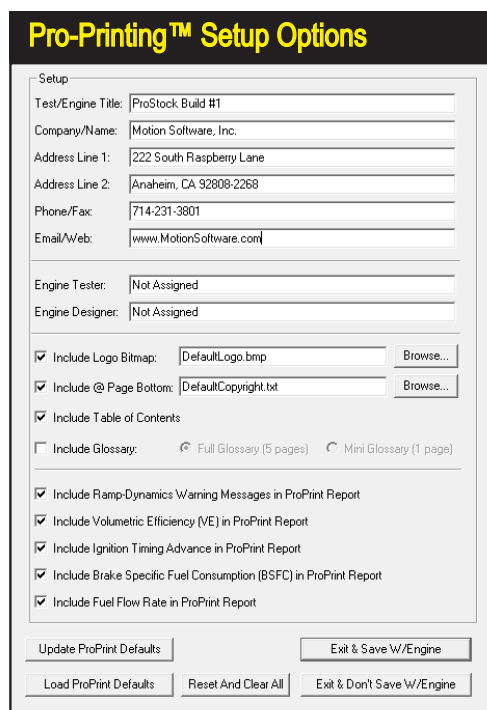 Pro-Printing™ Setup Options
Setup
Test/Engine Title: ProStock Build #1
Company/Name: Motion Software, Inc.
Address Line 1: 222 South Raspberry Lane
Address Line 2: Anaheim, CA 92808-2268
Phone/Fax: 714-231-3801
Email/Web: www.MotionSoftware.com
Engine Tester: Not Assigned
Engine Designer: Not Assigned
Include Logo Bitmap: DefaultLogo.bmp Browse...
Include @ Page Bottom: DefaultCopyright.txt Browse...
Include Table of Contents
Include Glossary: Full Glossary (5 pages) Mini Glossary (1 page)
Include Ramp-Dynamics Warning Messages in ProPrint Report
Include Volumetric Efficiency (VE) in ProPrint Report
Include Ignition Timing Advance in ProPrint Report
Include Brake Specific Fuel Consumption (BSFC) in ProPrint Report
Include Fuel Flow Rate in ProPrint Report
Update ProPrint Defaults Exit & Save W/Engine
Load ProPrint Defaults Reset And Clear All Exit & Don't Save W/Engine